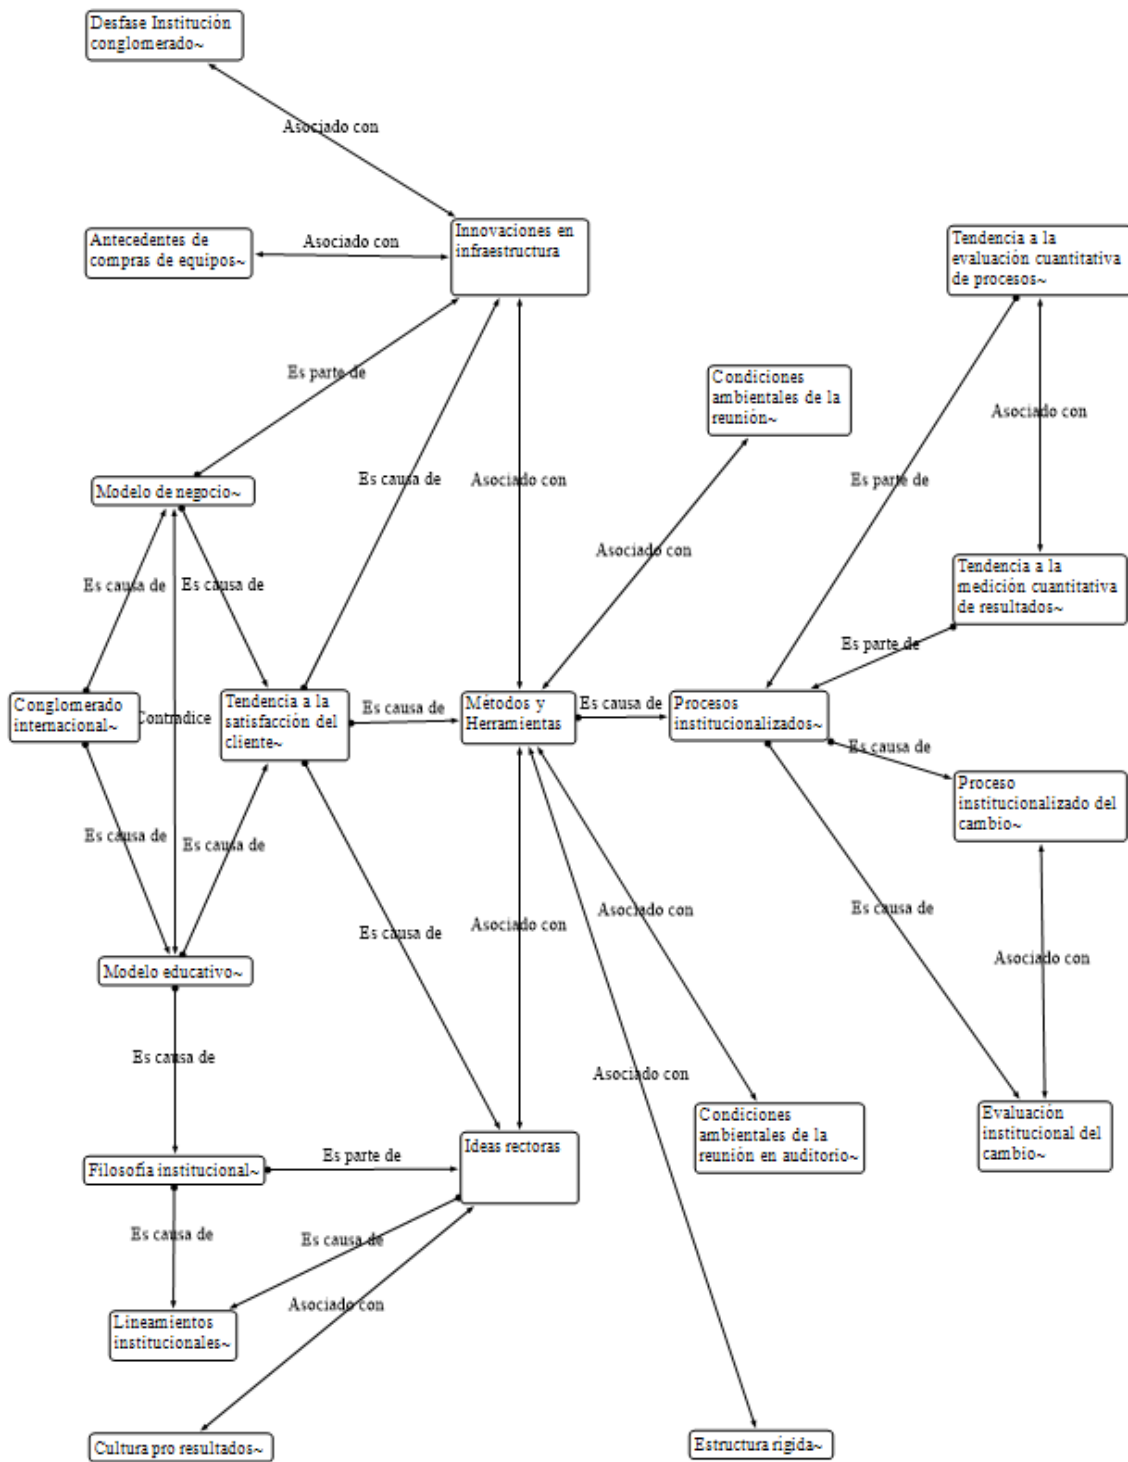 Desfase Institución
conglomerado~
Asociado con
Antecedentes de
compras de equipos~
Asociado con
Innovaciones en
infraestructura
Tendencia a la
evaluación cuantitativa
de procesos~
Es parte de
Condiciones
ambientales de la
reunión~
Asociado con
Es causa de
Asociado con
Es parte de
Modelo de negocio~
Asociado con
Tendencia a la
medición cuantitativa
de resultados~
Es causa de
Es causa de
Es parte de
Conglomerado
internacional~
Contradice
Tendencia a la
satisfacción del
cliente~
Es causa de
Métodos y
Herramientas
Es causa de
Procesos
institucionalizados~
Es causa de
Proceso
institucionalizado del
cambio~
Es causa de
Es causa de
Es causa de
Asociado con
Asociado con
Es causa de
Asociado con
Modelo educativo~
Es causa de
Asociado con
Condiciones
ambientales de la
reunión en auditorio~
Evaluación
institucional del
cambio~
Filosofía institucional~
Es parte de
Ideas rectoras
Es causa de
Es causa de
Asociado con
Lineamientos
institucionales~
Cultura pro resultados~
Estructura rígida~